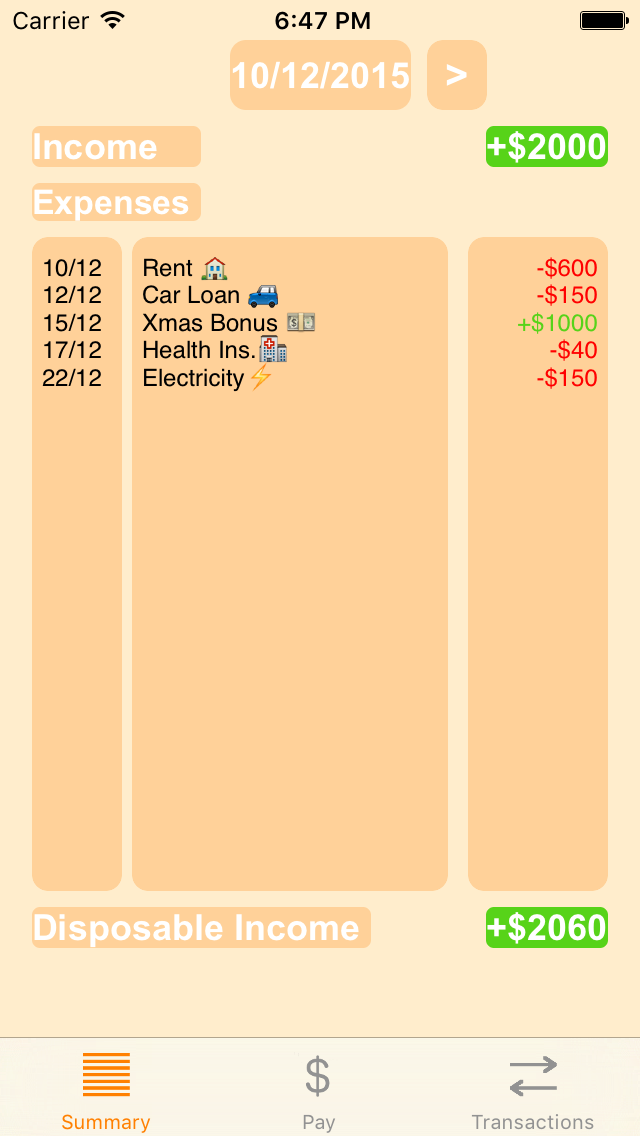 Carrier 6:47 PM
10/12/2015 >
Income +$2000
Expenses
10/12 Rent 🏠 -$600
12/12 Car Loan 🚙 -$150
15/12 Xmas Bonus 💵 +$1000
17/12 Health Ins.🏥 -$40
22/12 Electricity⚡ -$150
Disposable Income +$2060
$
Summary Pay Transactions